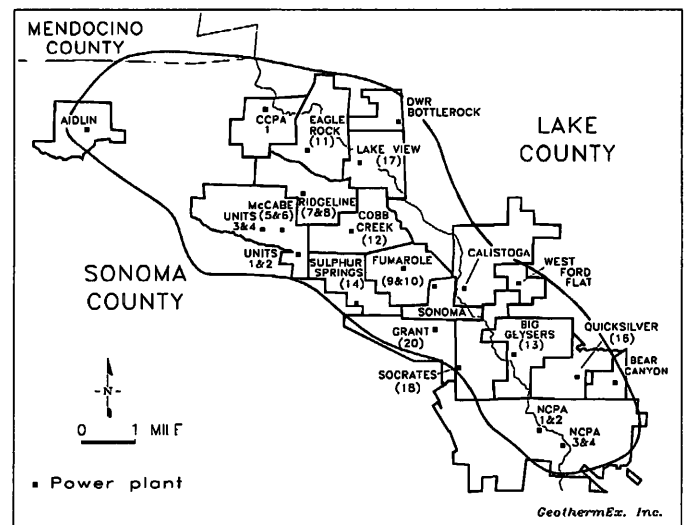 MENDOCINO
COUNTY
AIDLIN
CCPA
1
EAGLE
ROCK
(11)
DWR
BOTTLEROCK
LAKE VIEW
(17)
LAKE
COUNTY
McCABE
(5&6)
UNITS
3&4
RIDGELINE
(7&8)
COBB
CREEK
(12)
UNITS
1&2
SULPHUR
SPRINGS
(14)
FUMAROLE
(9&10)
CALISTOGA
WEST
FORD
FLAT
SONOMA
COUNTY
SONOMA
GRANT
(20)
BIG
GEYSERS
(13)
QUICKSILVER
(16)
BEAR
CANYON
SOCRATES
(18)
NCPA
1&2
NCPA
3&4
N
0 1 MILE
Power plant
GeothermEx, Inc.